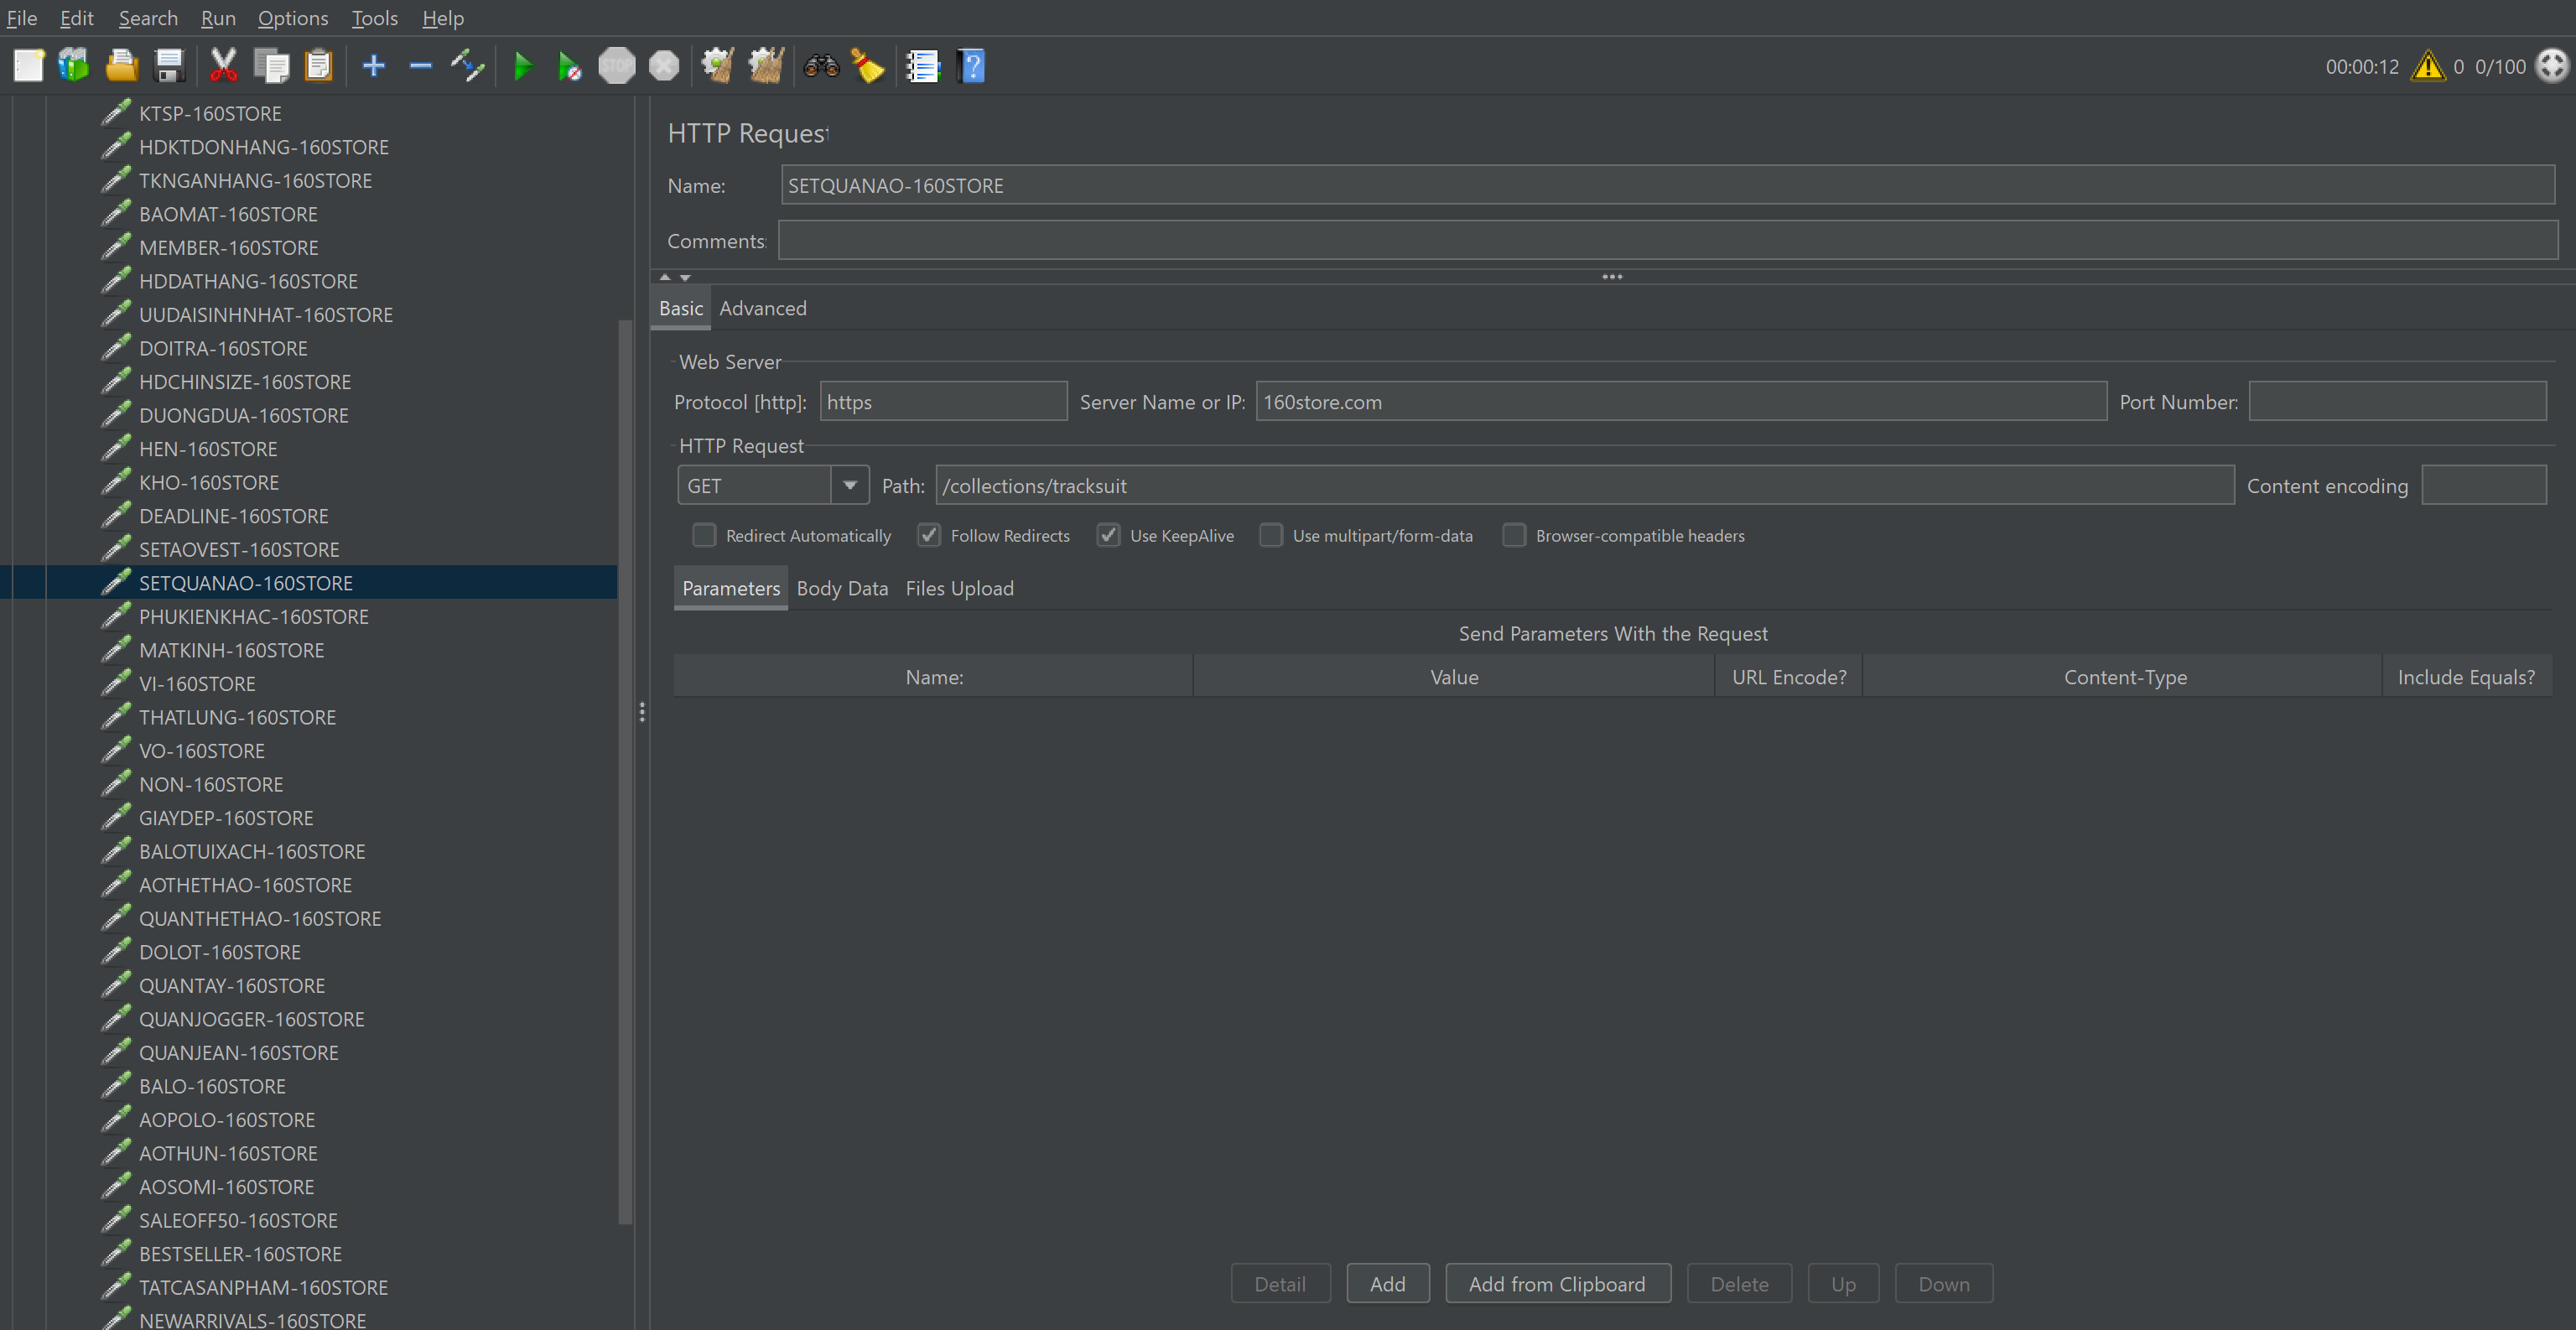 File Edit Search Run Options Tools Help
STOP
00:00:12 0 0/100
KTSP-160STORE
HDKTDONHANG-160STORE
TKNGANHANG-160STORE
BAOMAT-160STORE
MEMBER-160STORE
HDDATHANG-160STORE
UUDAISINHNHAT-160STORE
DOITRA-160STORE
HDCHINSIZE-160STORE
DUONGDUA-160STORE
HEN-160STORE
KHO-160STORE
DEADLINE-160STORE
SETAOVEST-160STORE
SETQUANAO-160STORE
PHUKIENKHAC-160STORE
MATKINH-160STORE
VI-160STORE
THATLUNG-160STORE
VO-160STORE
NON-160STORE
GIAYDEP-160STORE
BALOTUIXACH-160STORE
AOTHETHAO-160STORE
QUANTHETHAO-160STORE
DOLOT-160STORE
QUANTAY-160STORE
QUANJOGGER-160STORE
QUANJEAN-160STORE
BALO-160STORE
AOPOLO-160STORE
AOTHUN-160STORE
AOSOMI-160STORE
SALEOFF50-160STORE
BESTSELLER-160STORE
TATCASANPHAM-160STORE
NEWARRIVALS-160STORE
HTTP Request
Name: SETQUANAO-160STORE
Comments:
Basic Advanced
Web Server
Protocol [http]: https Server Name or IP: 160store.com Port Number:
HTTP Request
GET Path: /collections/tracksuit Content encoding
Redirect Automatically Follow Redirects Use KeepAlive Use multipart/form-data Browser-compatible headers
Parameters Body Data Files Upload
Send Parameters With the Request
Name: Value URL Encode? Content-Type Include Equals?
Detail Add Add from Clipboard Delete Up Down